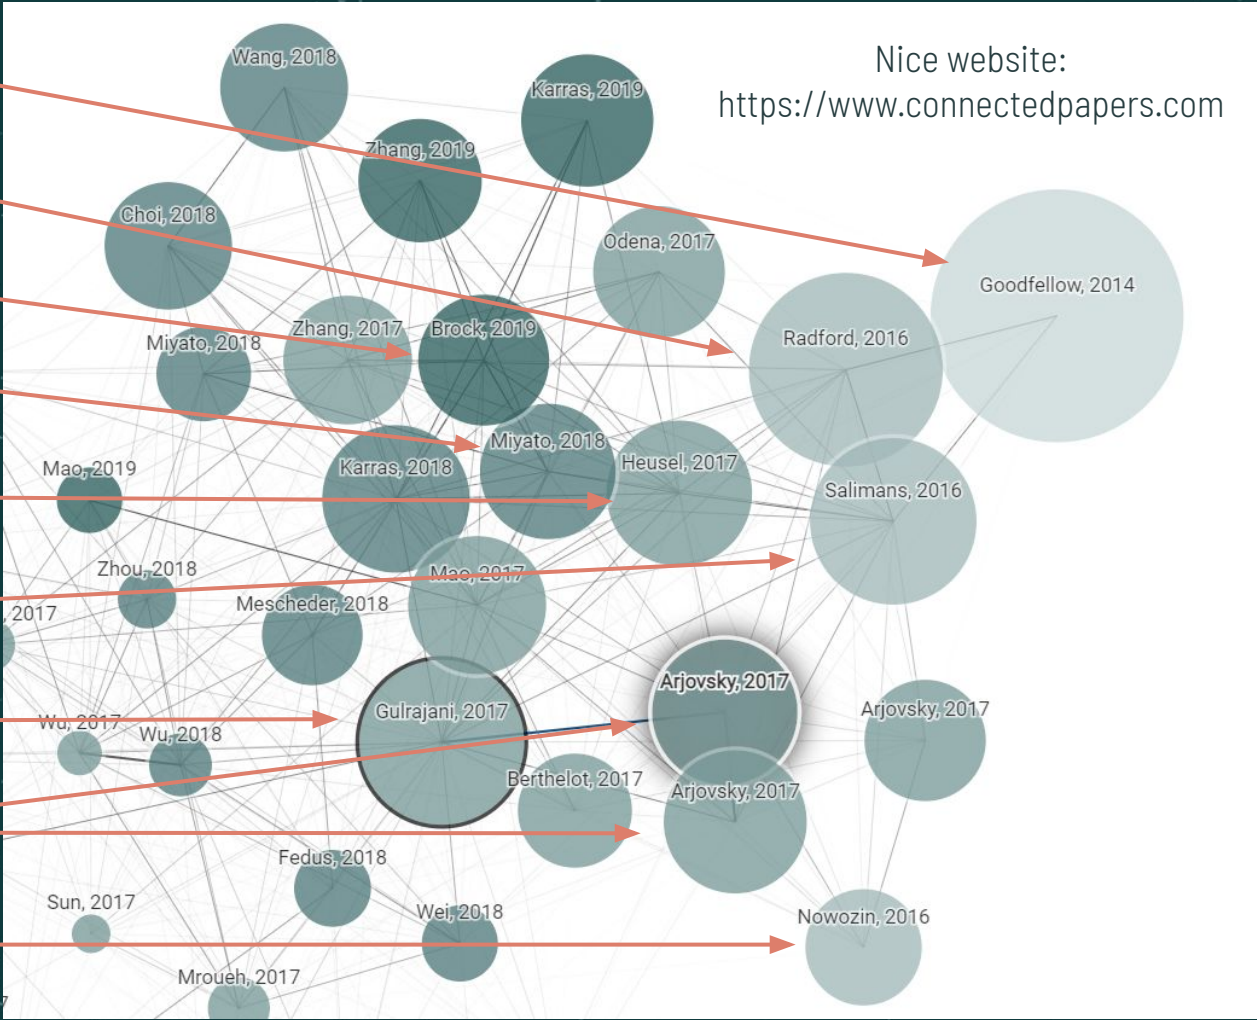 Nice website:
https://www.connectedpapers.com
Wang, 2018
Karras, 2019
Zhang, 2019
Choi, 2018
Odena, 2017
Goodfellow, 2014
Zhang, 2017
Brock, 2019
Radford, 2016
Miyato, 2018
Miyato, 2018
Mao, 2019
Karras, 2018
Heusel, 2017
Salimans, 2016
Zhou, 2018
Mao, 2017
, 2017
Mescheder, 2018
Arjovsky, 2017
Wu, 2017
Wu, 2018
Gulrajani, 2017
Arjovsky, 2017
Berthelot, 2017
Arjovsky, 2017
Fedus, 2018
Sun, 2017
Wei, 2018
Nowozin, 2016
Mroueh, 2017
7